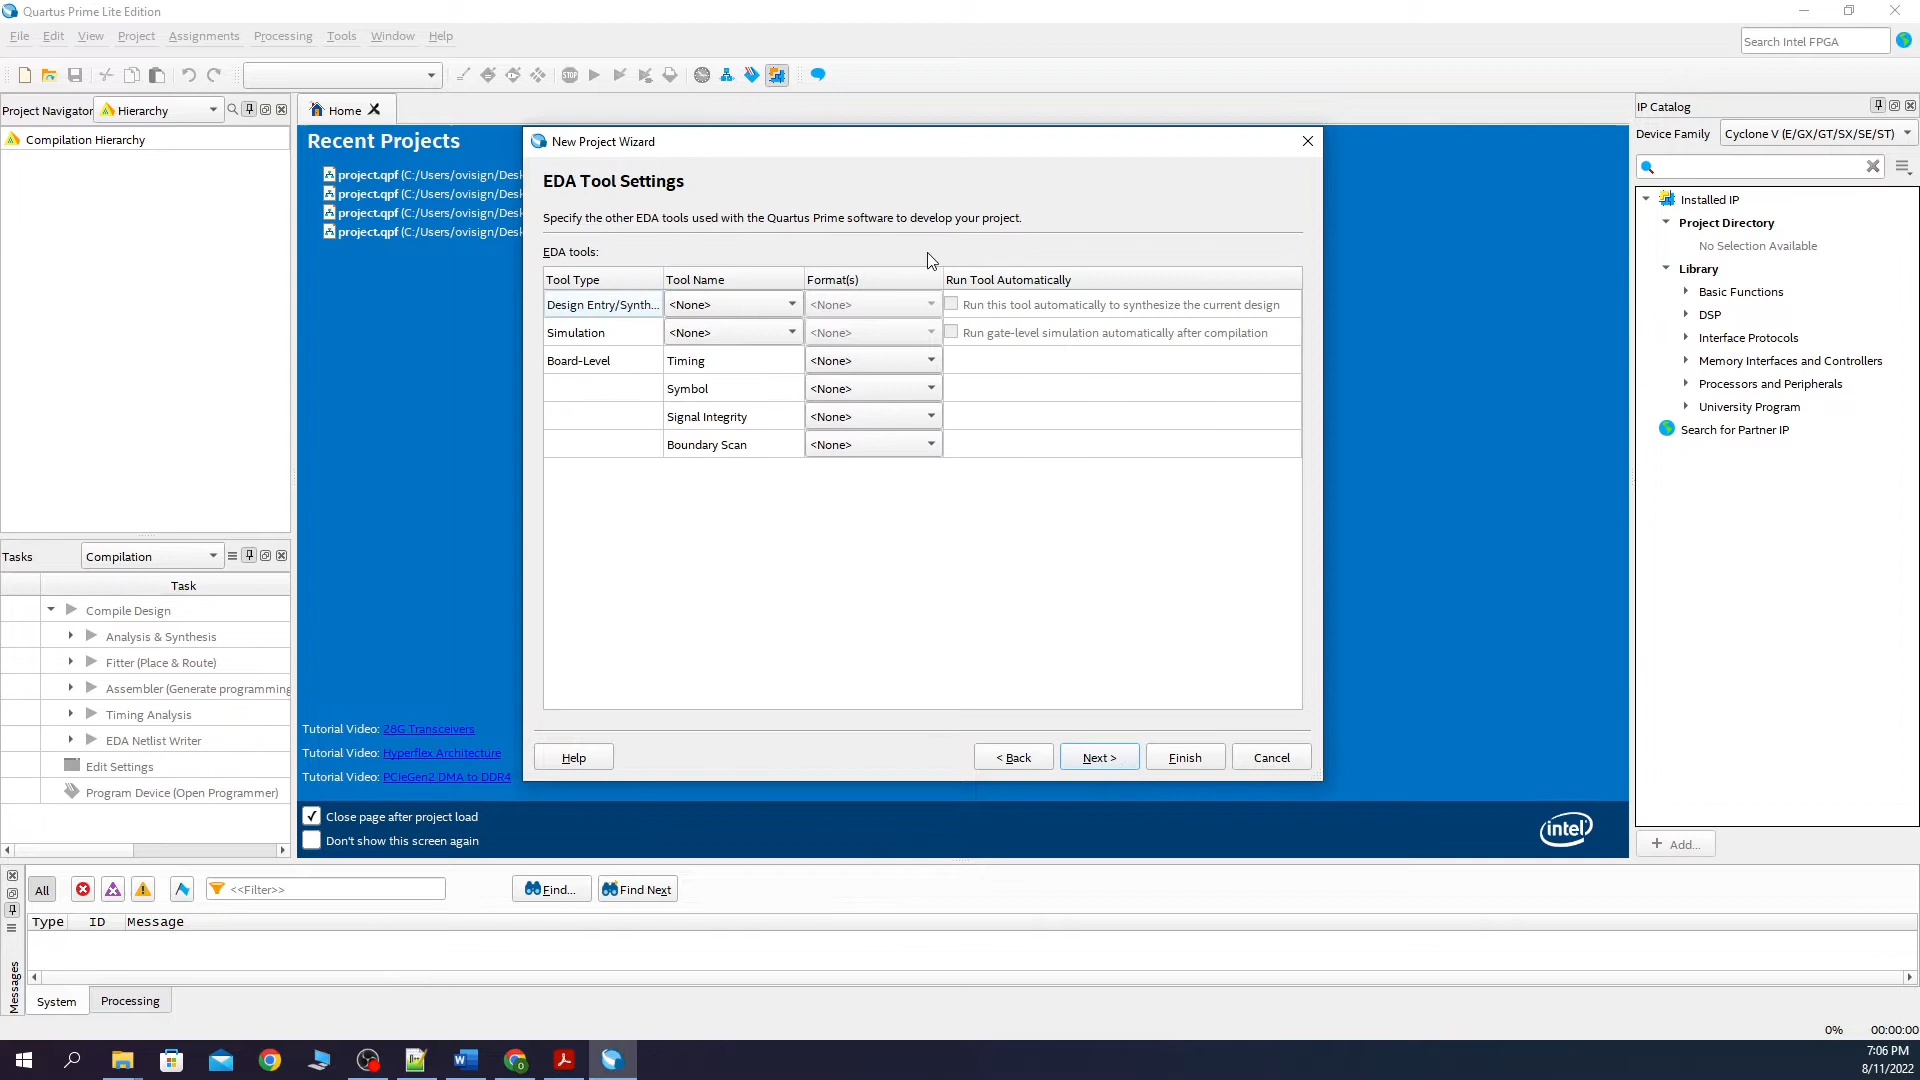 Quartus Prime Lite Edition
File Edit View Project Assignments Processing Tools Window Help
Search Intel FPGA
Project Navigator Hierarchy
Compilation Hierarchy
Home
Recent Projects
project.qpf (C:/Users/ovisign/Desk
project.qpf (C:/Users/ovisign/Desk
project.qpf (C:/Users/ovisign/Desk
project.qpf (C:/Users/ovisign/Desk
New Project Wizard
EDA Tool Settings
Specify the other EDA tools used with the Quartus Prime software to develop your project.
EDA tools:
Tool Type Tool Name Format(s) Run Tool Automatically
Design Entry/Synth... <None> <None> Run this tool automatically to synthesize the current design
Simulation <None> <None> Run gate-level simulation automatically after compilation
Board-Level Timing <None>
Symbol <None>
Signal Integrity <None>
Boundary Scan <None>
Help < Back Next > Finish Cancel
IP Catalog
Device Family Cyclone V (E/GX/GT/SX/SE/ST)
Installed IP
Project Directory
No Selection Available
Library
Basic Functions
DSP
Interface Protocols
Memory Interfaces and Controllers
Processors and Peripherals
University Program
Search for Partner IP
+ Add...
Tasks Compilation
Task
Compile Design
Analysis & Synthesis
Fitter (Place & Route)
Assembler (Generate programming
Timing Analysis
EDA Netlist Writer
Edit Settings
Program Device (Open Programmer)
Tutorial Video: 28G Transceivers
Tutorial Video: Hyperflex Architecture
Tutorial Video: PCIeGen2 DMA to DDR4
Close page after project load
Don't show this screen again
intel
All <<Filter>> Find... Find Next
Type ID Message
Messages
System Processing
0% 00:00:00
7:06 PM
8/11/2022